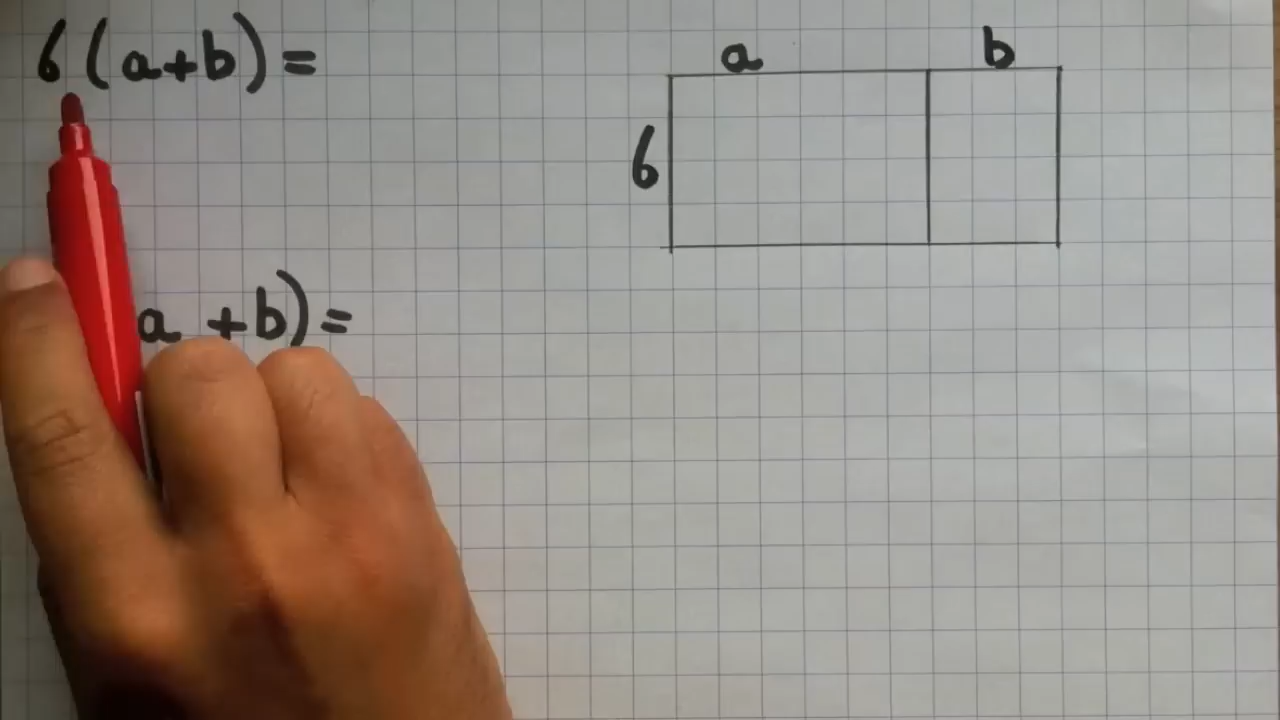 6(a+b)=
a b
6
a +b)=